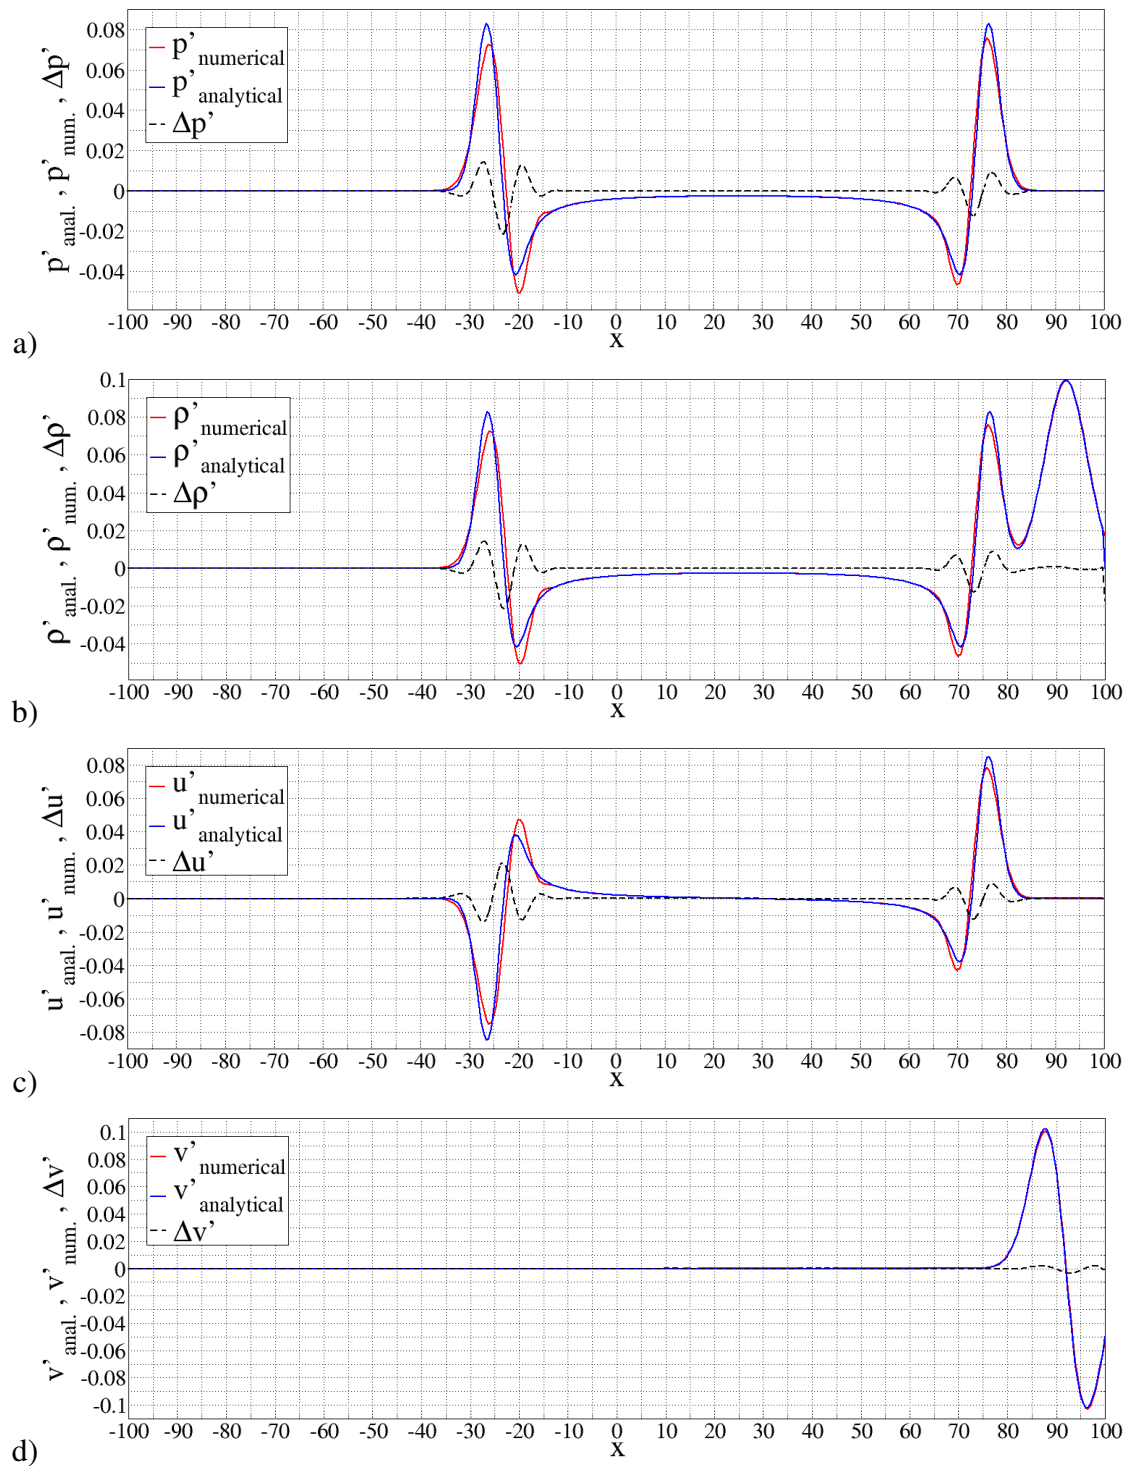 p'anal. , p'num. , Δp'
0.08
0.06
0.04
0.02
0
-0.02
-0.04
p'numerical
p'analytical
Δp'
-100 -90 -80 -70 -60 -50 -40 -30 -20 -10 0 10 20 30 40 50 60 70 80 90 100
x
a)
ρ'anal. , ρ'num. , Δρ'
0.1
0.08
0.06
0.04
0.02
0
-0.02
-0.04
ρ'numerical
ρ'analytical
Δρ'
-100 -90 -80 -70 -60 -50 -40 -30 -20 -10 0 10 20 30 40 50 60 70 80 90 100
x
b)
u'anal. , u'num. , Δu'
0.08
0.06
0.04
0.02
0
-0.02
-0.04
-0.06
-0.08
u'numerical
u'analytical
Δu'
-100 -90 -80 -70 -60 -50 -40 -30 -20 -10 0 10 20 30 40 50 60 70 80 90 100
x
c)
v'anal. , v'num. , Δv'
0.1
0.08
0.06
0.04
0.02
0
-0.02
-0.04
-0.06
-0.08
-0.1
v'numerical
v'analytical
Δv'
-100 -90 -80 -70 -60 -50 -40 -30 -20 -10 0 10 20 30 40 50 60 70 80 90 100
x
d)